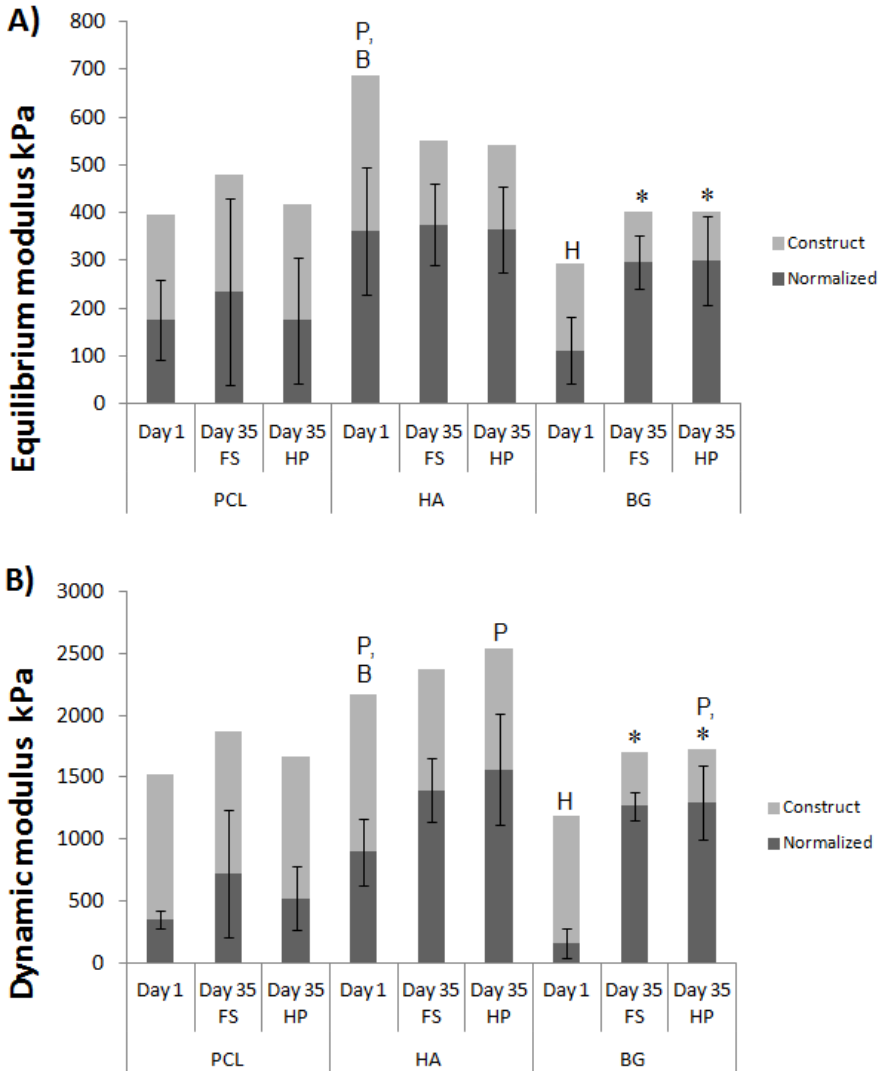 A)
Equilibrium modulus kPa
800
700
600
500
400
300
200
100
0
P,
B
H
*
*
Construct
Normalized
Day 1
Day 35
FS
Day 35
HP
Day 1
Day 35
FS
Day 35
HP
Day 1
Day 35
FS
Day 35
HP
PCL
HA
BG
B)
Dynamic modulus kPa
3000
2500
2000
1500
1000
500
0
P,
B
P
H
*
P,
*
Construct
Normalized
Day 1
Day 35
FS
Day 35
HP
Day 1
Day 35
FS
Day 35
HP
Day 1
Day 35
FS
Day 35
HP
PCL
HA
BG